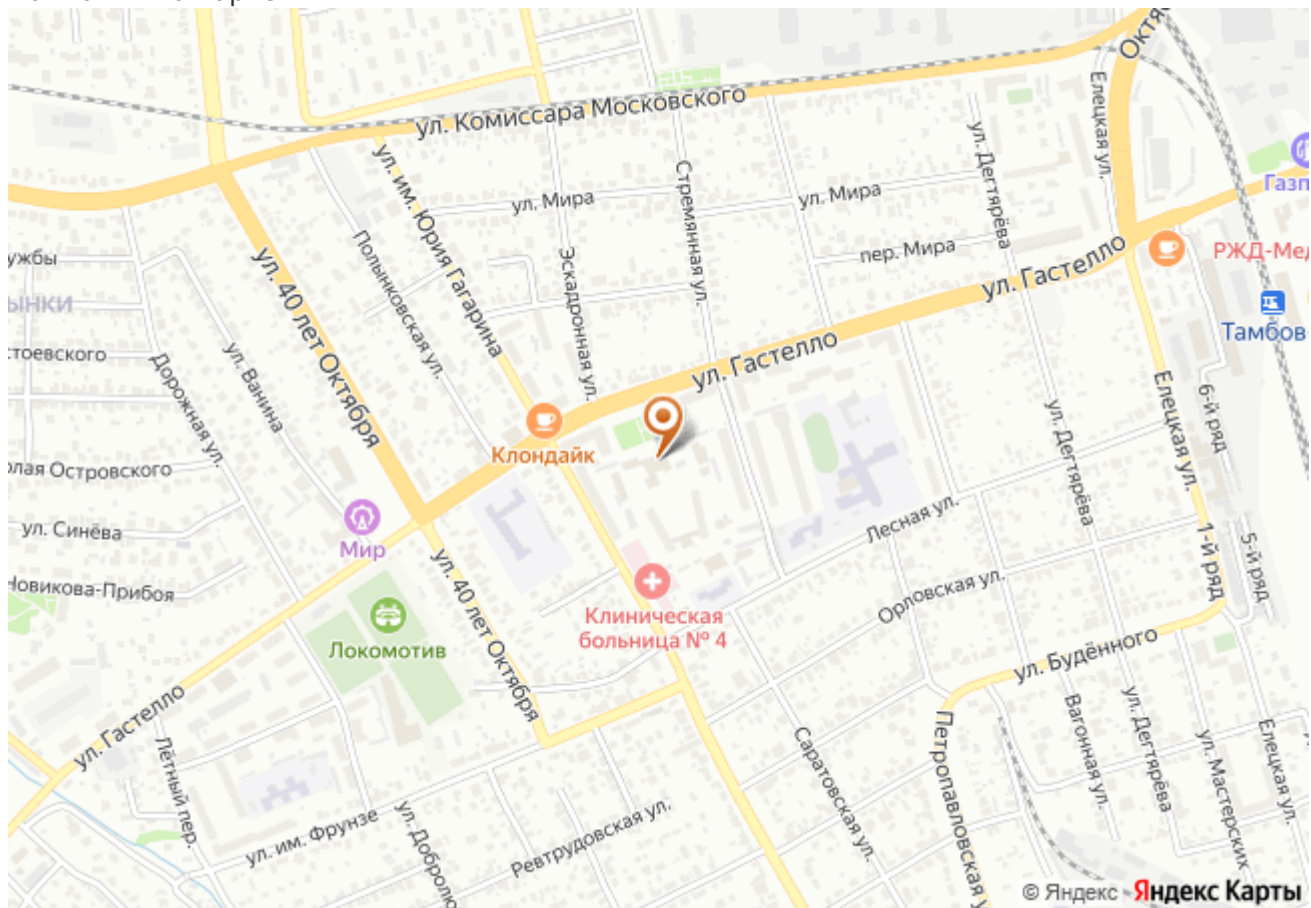 ул. Комиссара Московского
Октя
Елецкая ул.
ул. им. Юрия Гагарина
ул. Мира
Стремянная ул.
ул. Мира
ул. Дегтярёва
Газп
пер. Мира
РЖД-Мед
ужбы
ЫНКИ
Полынковская ул.
Эскадронная ул.
ул. Гастелло
Тамбов
ул. 40 лет Октября
стоевского
Дорожная ул.
ул. Ванина
ул. Гастелло
Елецкая ул.
6-й ряд
Клондайк
олая Островского
ул. Дегтярёва
ул. Синёва
Мир
Лесная ул.
1-й ряд
5-й ряд
Новикова-Прибоя
ул. 40 лет Октября
Клиническая
больница № 4
Орловская ул.
Локомотив
ул. Будённого
ул. Гастелло
Лётный пер.
Саратовская ул.
Петропавловская у
Вагонная ул.
ул. Дегтярёва
ул. Мастерских
Елецкая ул.
ул. им. Фрунзе
ул. Добролю
Ревтрудовская ул.
© Яндекс Яндекс Карты